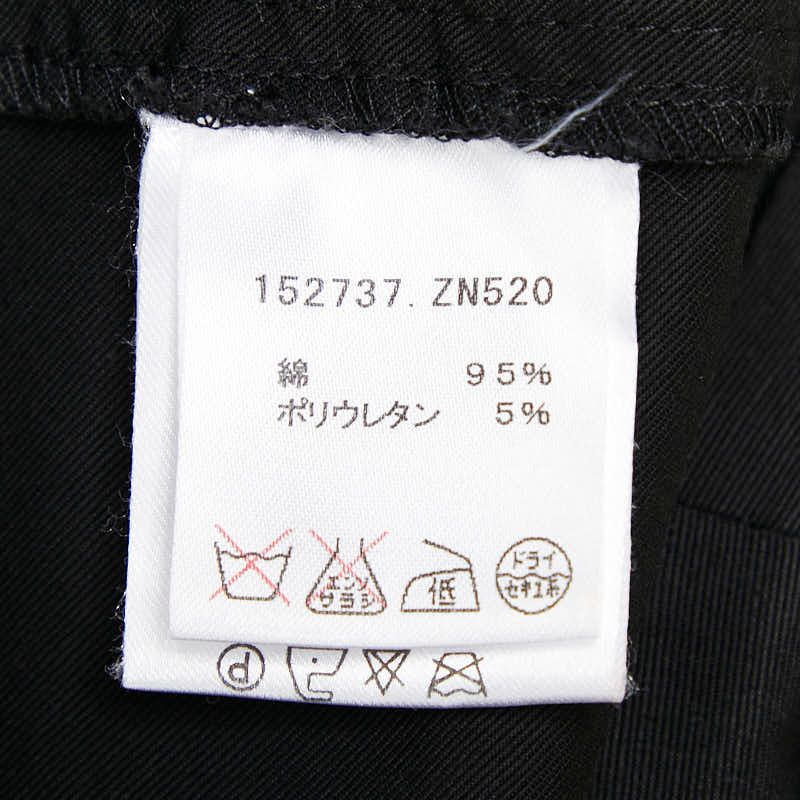 152737. ZN520
綿 95%
ポリウレタン 5%
エンソ サラシ
低
ドライ
セキユ系
P